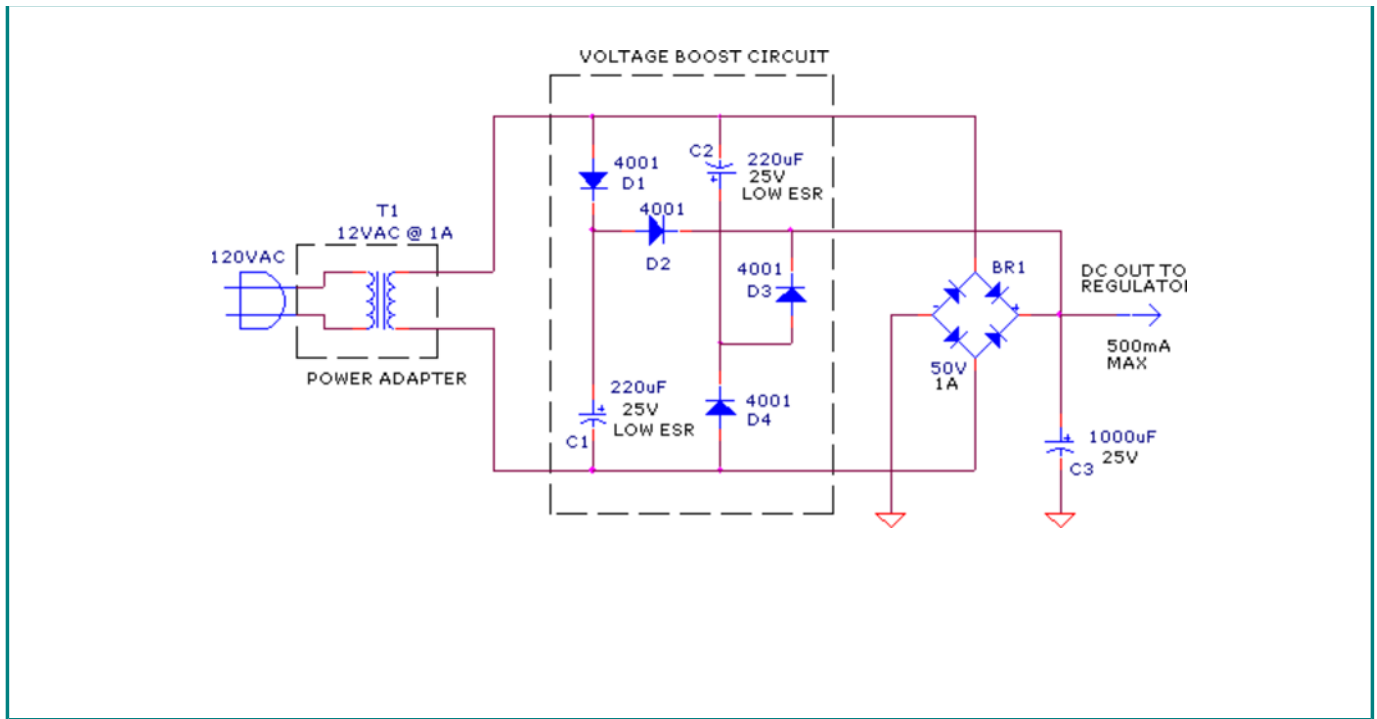 VOLTAGE BOOST CIRCUIT
4001
D1
C2
220uF
25V
LOW ESR
4001
D2
T1
12VAC @ 1A
120VAC
4001
D3
BR1
-
+
DC OUT TO
REGULATOI
500mA
MAX
50V
1A
POWER ADAPTER
220uF
25V
LOW ESR
C1
+
4001
D4
1000uF
25V
C3
+
+